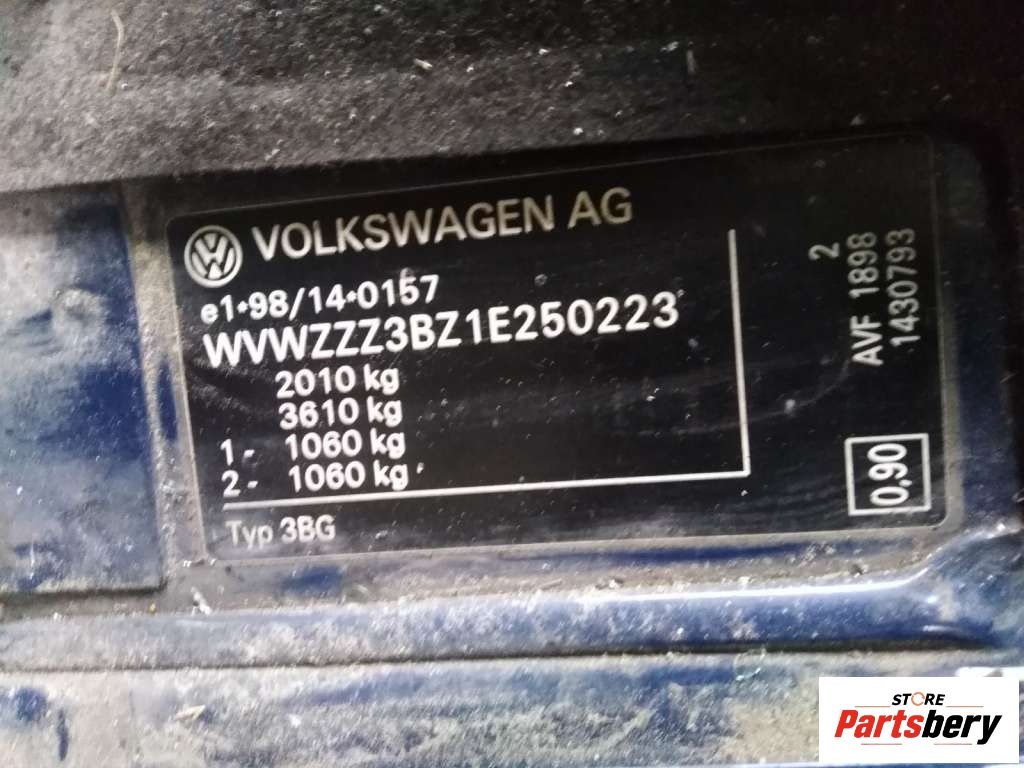 VOLKSWAGEN AG
e1*98/14*0157
WVWZZZ3BZ1E250223
2010 kg
3610 kg
1- 1060 kg
2- 1060 kg
Typ 3BG
2
AVF 1898
1430793
0,90
STORE
Partsbery